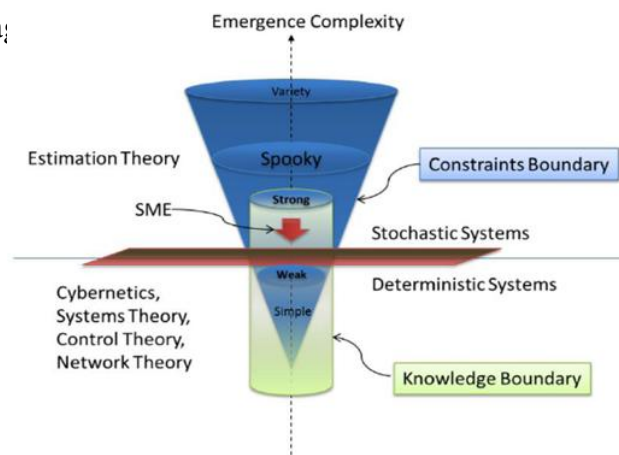 Emergence Complexity
Variety
Estimation Theory
Spooky
Constraints Boundary
Strong
SME
Stochastic Systems
Weak
Deterministic Systems
Cybernetics,
Systems Theory,
Control Theory,
Network Theory
Simple
Knowledge Boundary